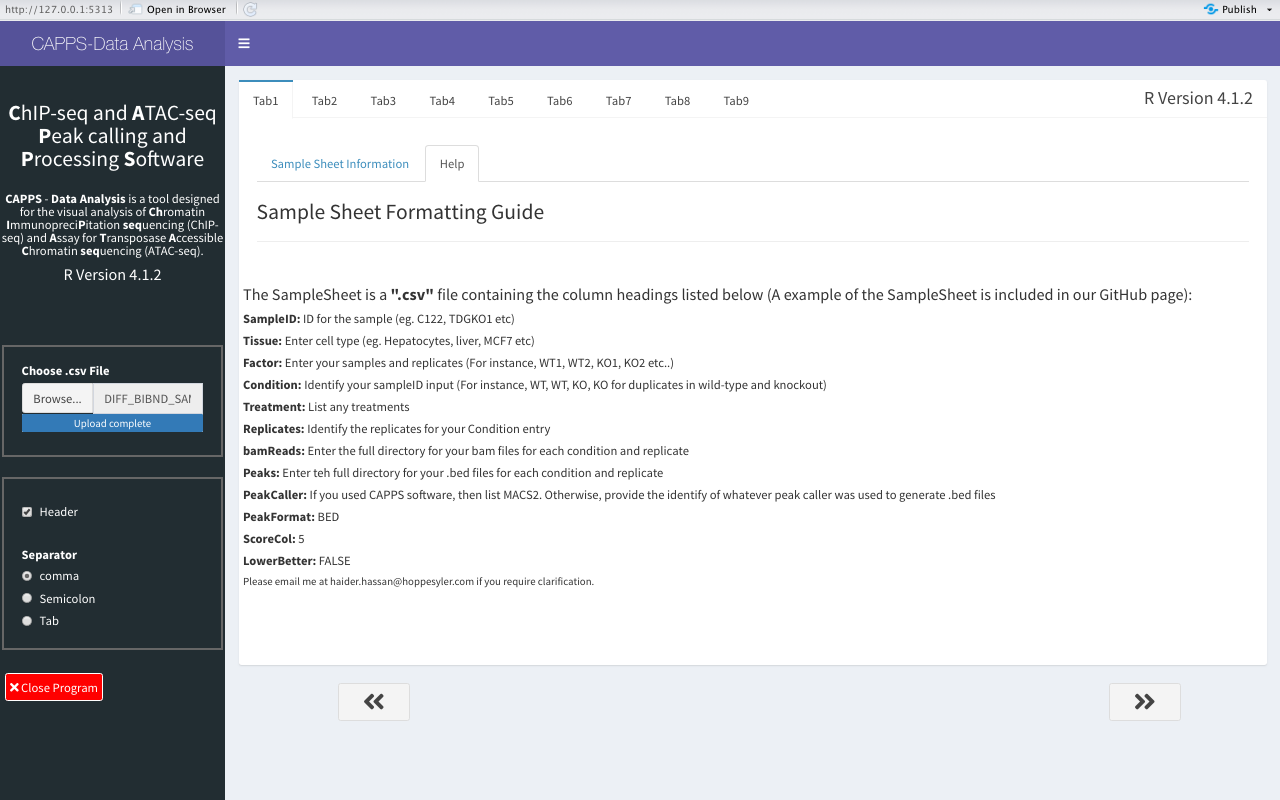 http://127.0.0.1:5313
Open in Browser
Publish
CAPPS-Data Analysis
ChIP-seq and ATAC-seq
Peak calling and
Processing Software
CAPPS - Data Analysis is a tool designed
for the visual analysis of Chromatin
ImmunopreciPitation sequencing (ChIP-
seq) and Assay for Transposase Accessible
Chromatin sequencing (ATAC-seq).
R Version 4.1.2
Choose .csv File
Browse...
DIFF_BIBND_SAM
Upload complete
Header
Separator
comma
Semicolon
Tab
Close Program
Tab1
Tab2
Tab3
Tab4
Tab5
Tab6
Tab7
Tab8
Tab9
R Version 4.1.2
Sample Sheet Information
Help
Sample Sheet Formatting Guide
The SampleSheet is a ".csv" file containing the column headings listed below (A example of the SampleSheet is included in our GitHub page):
SampleID: ID for the sample (eg. C122, TDGKO1 etc)
Tissue: Enter cell type (eg. Hepatocytes, liver, MCF7 etc)
Factor: Enter your samples and replicates (For instance, WT1, WT2, KO1, KO2 etc..)
Condition: Identify your sampleID input (For instance, WT, WT, KO, KO for duplicates in wild-type and knockout)
Treatment: List any treatments
Replicates: Identify the replicates for your Condition entry
bamReads: Enter the full directory for your bam files for each condition and replicate
Peaks: Enter teh full directory for your .bed files for each condition and replicate
PeakCaller: If you used CAPPS software, then list MACS2. Otherwise, provide the identify of whatever peak caller was used to generate .bed files
PeakFormat: BED
ScoreCol: 5
LowerBetter: FALSE
Please email me at haider.hassan@hoppesyler.com if you require clarification.